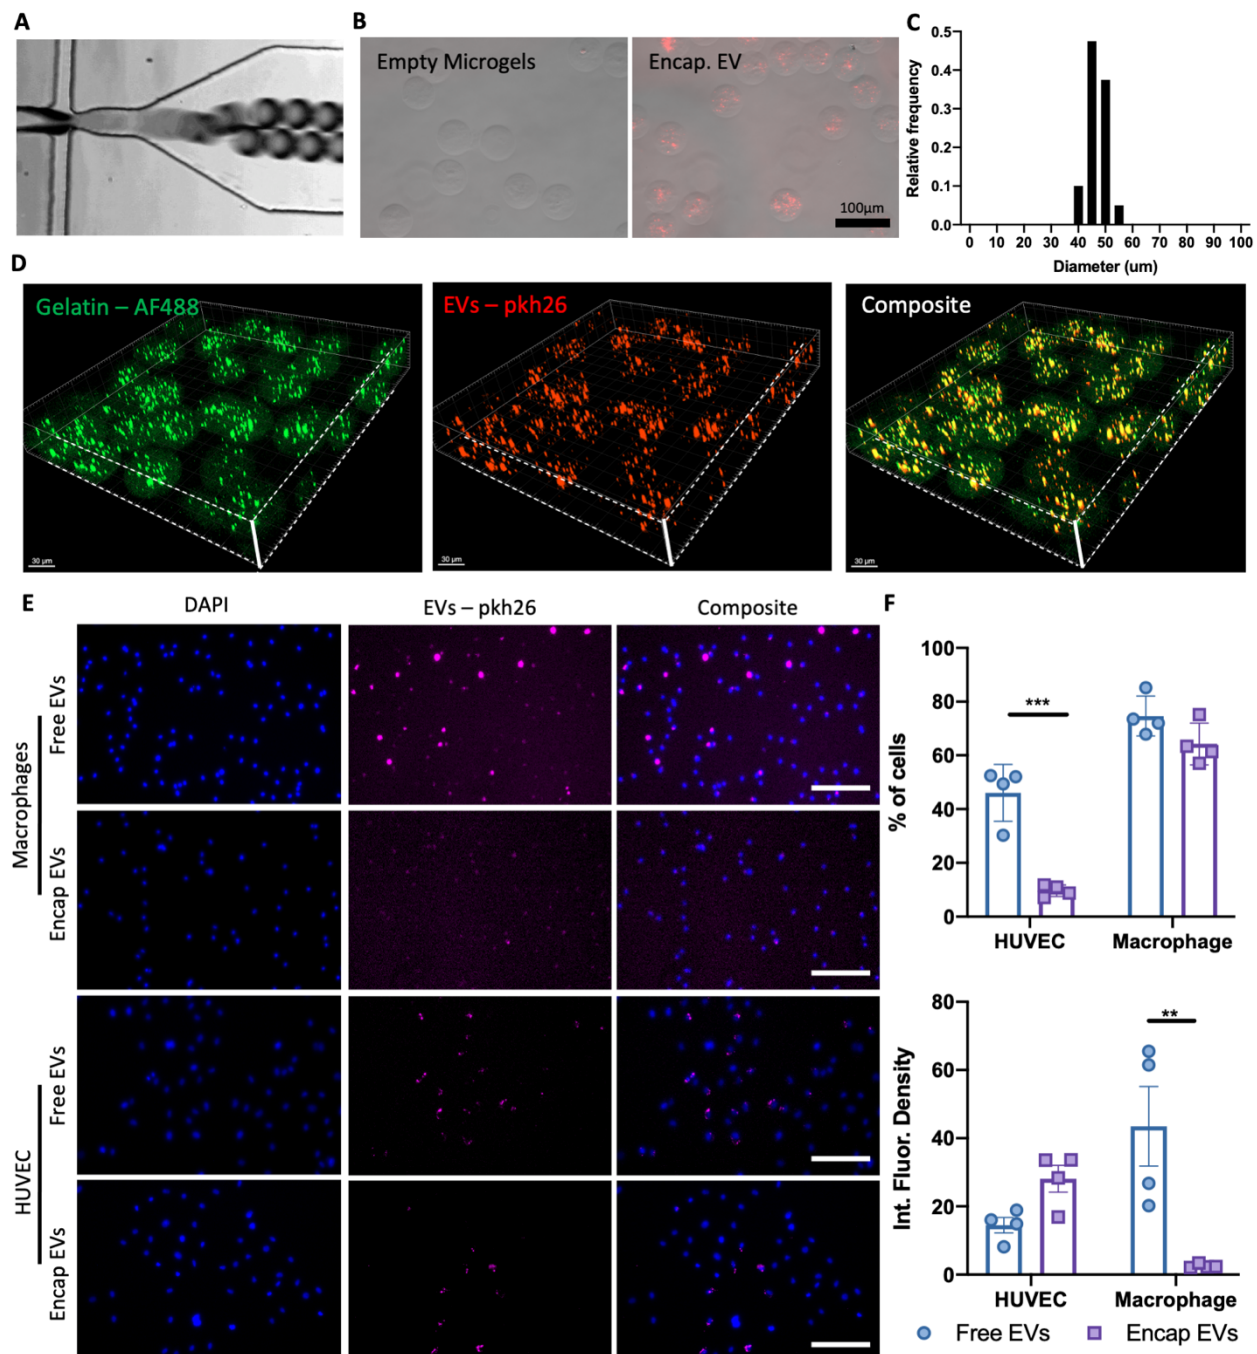 A
B
C
Empty Microgels
Encap. EV
100μm
Relative frequency
0.5
0.4
0.3
0.2
0.1
0.0
0 10 20 30 40 50 60 70 80 90 100
Diameter (um)
D
Gelatin – AF488
EVs – pkh26
Composite
30 μm
30 μm
30 μm
E
DAPI
EVs – pkh26
Composite
Macrophages
Free EVs
Encap EVs
HUVEC
Free EVs
Encap EVs
F
% of cells
100
80
60
40
20
0
***
HUVEC
Macrophage
Int. Fluor. Density
80
60
40
20
0
**
HUVEC
Macrophage
Free EVs
Encap EVs